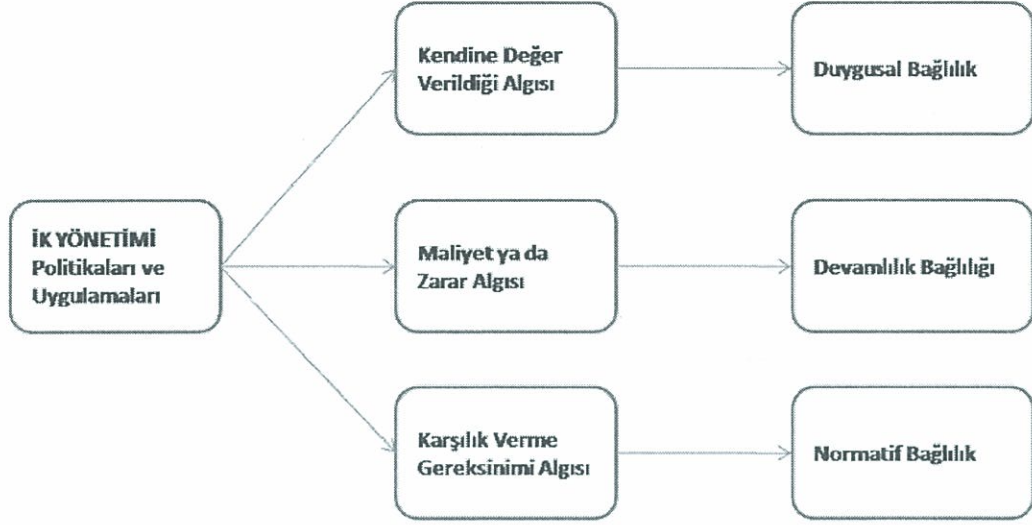 Kendine Değer
Verildiği Algısı
Duygusal Bağlılık
İK YÖNETİMİ
Politikaları ve
Uygulamaları
Maliyet ya da
Zarar Algısı
Devamlılık Bağlılığı
Karşılık Verme
Gereksinimi Algısı
Normatif Bağlılık